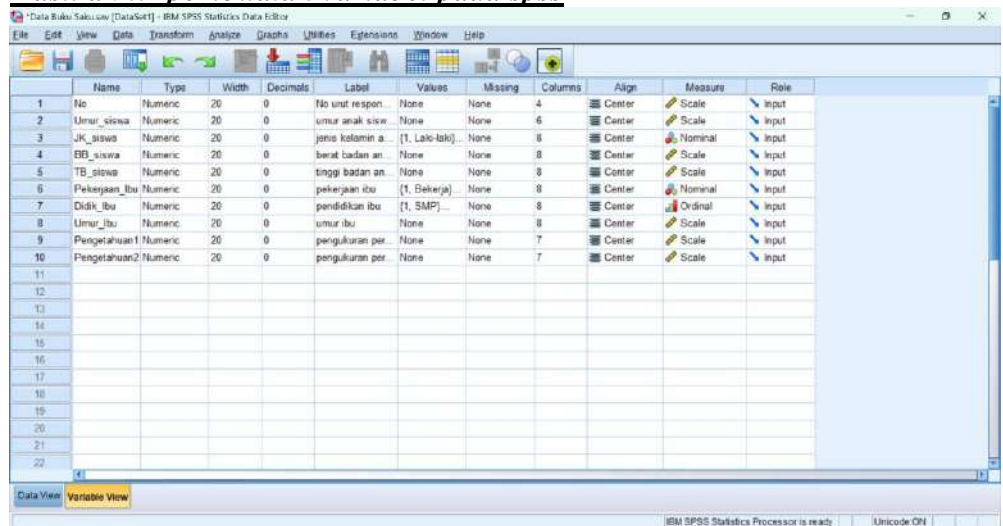 *Data Buku Saku.sav [DataSet1] - IBM SPSS Statistics Data Editor
File Edit View Data Transform Analyze Graphs Utilities Extensions Window Help
Name Type Width Decimals Label Values Missing Columns Align Measure Role
1 No Numeric 20 0 No urut respon... None None 4 Center Scale Input
2 Umur_siswa Numeric 20 0 umur anak sisw... None None 6 Center Scale Input
3 JK_siswa Numeric 20 0 jenis kelamin a... {1, Laki-laki}... None 8 Center Nominal Input
4 BB_siswa Numeric 20 0 berat badan an... None None 8 Center Scale Input
5 TB_siswa Numeric 20 0 tinggi badan an... None None 8 Center Scale Input
6 Pekerjaan_Ibu Numeric 20 0 pekerjaan ibu {1, Bekerja}... None 8 Center Nominal Input
7 Didik_Ibu Numeric 20 0 pendidikan ibu {1, SMP}... None 8 Center Ordinal Input
8 Umur_Ibu Numeric 20 0 umur ibu None None 8 Center Scale Input
9 Pengetahuan1 Numeric 20 0 pengukuran per... None None 7 Center Scale Input
10 Pengetahuan2 Numeric 20 0 pengukuran per... None None 7 Center Scale Input
11
12
13
14
15
16
17
18
19
20
21
22
Data View Variable View
IBM SPSS Statistics Processor is ready Unicode:ON